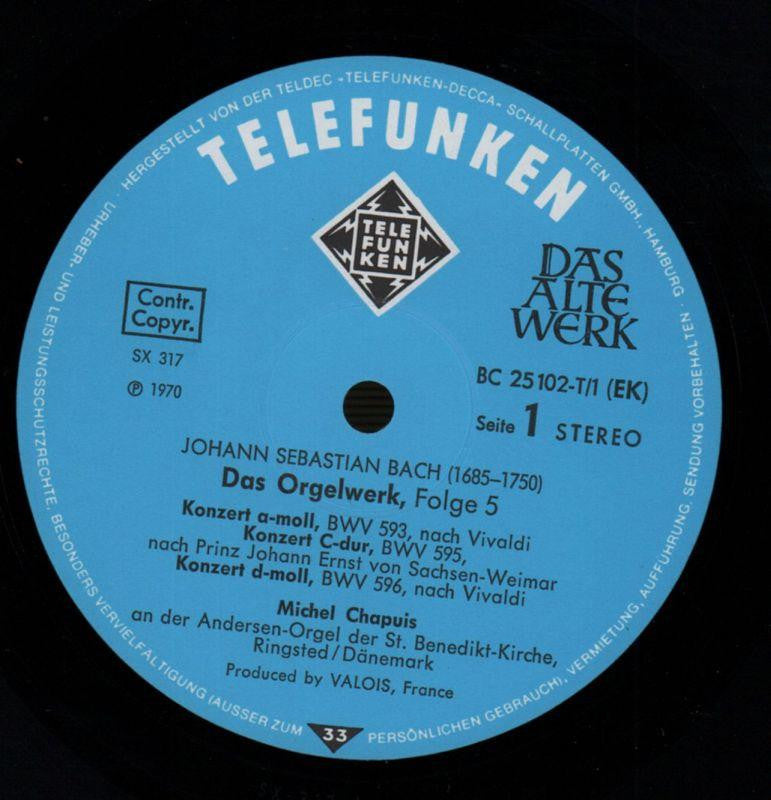 URHEBER- UND LEISTUNGSSCHUTZRECHTE, BESONDERS VERVIELFÄLTIGUNG (AUSSER ZUM PERSÖNLICHEN GEBRAUCH), VERMIETUNG, AUFFÜHRUNG, SENDUNG VORBEHALTEN · HERGESTELLT VON DER TELDEC »TELEFUNKEN-DECCA« SCHALLPLATTEN GMBH., HAMBURG ·
TELEFUNKEN
TELE
FUN
KEN
DAS
ALTE
WERK
Contr.
Copyr.
SX 317
℗ 1970
BC 25102-T/1 (EK)
Seite 1 STEREO
JOHANN SEBASTIAN BACH (1685–1750)
Das Orgelwerk, Folge 5
Konzert a-moll, BWV 593, nach Vivaldi
Konzert C-dur, BWV 595,
nach Prinz Johann Ernst von Sachsen-Weimar
Konzert d-moll, BWV 596, nach Vivaldi
Michel Chapuis
an der Andersen-Orgel der St. Benedikt-Kirche,
Ringsted/Dänemark
Produced by VALOIS, France
33